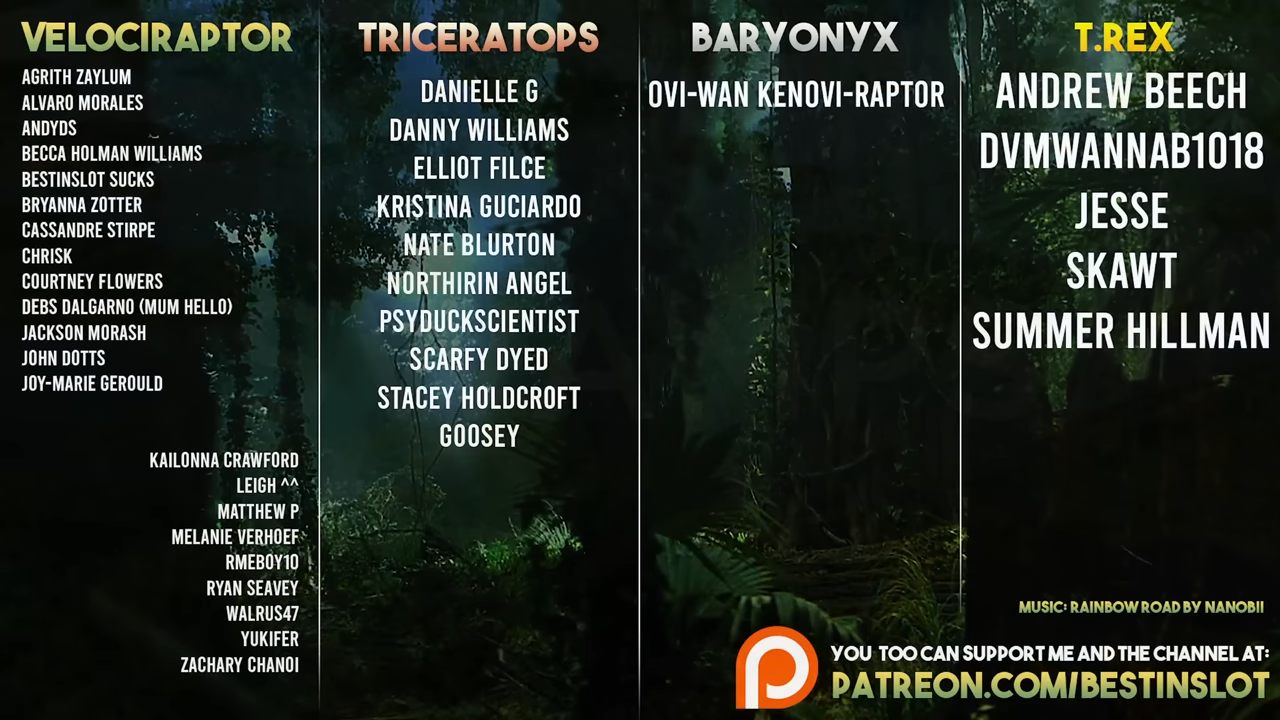 VELOCIRAPTOR
AGRITH ZAYLUM
ALVARO MORALES
ANDYDS
BECCA HOLMAN WILLIAMS
BESTINSLOT SUCKS
BRYANNA ZOTTER
CASSANDRE STIRPE
CHRISK
COURTNEY FLOWERS
DEBS DALGARNO (MUM HELLO)
JACKSON MORASH
JOHN DOTTS
JOY-MARIE GEROULD
KAILONNA CRAWFORD
LEIGH ^^
MATTHEW P
MELANIE VERHOEF
RMEBOY10
RYAN SEAVEY
WALRUS47
YUKIFER
ZACHARY CHANOI
TRICERATOPS
DANIELLE G
DANNY WILLIAMS
ELLIOT FILCE
KRISTINA GUCIARDO
NATE BLURTON
NORTHIRIN ANGEL
PSYDUCKSCIENTIST
SCARFY DYED
STACEY HOLDCROFT
GOOSEY
BARYONYX
OVI-WAN KENOVI-RAPTOR
T.REX
ANDREW BEECH
DVMWANNAB1018
JESSE
SKAWT
SUMMER HILLMAN
MUSIC: RAINBOW ROAD BY NANOBII
YOU TOO CAN SUPPORT ME AND THE CHANNEL AT:
PATREON.COM/BESTINSLOT